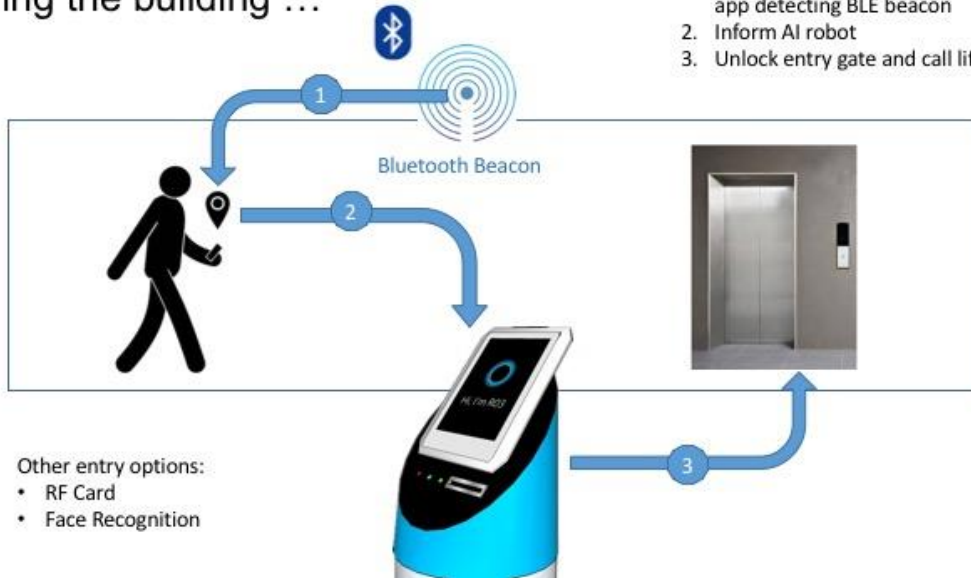 ing the building ...
app detecting BLE beacon
2. Inform AI robot
3. Unlock entry gate and call lif
1
Bluetooth Beacon
2
Hi, I'm R03
3
Other entry options:
• RF Card
• Face Recognition